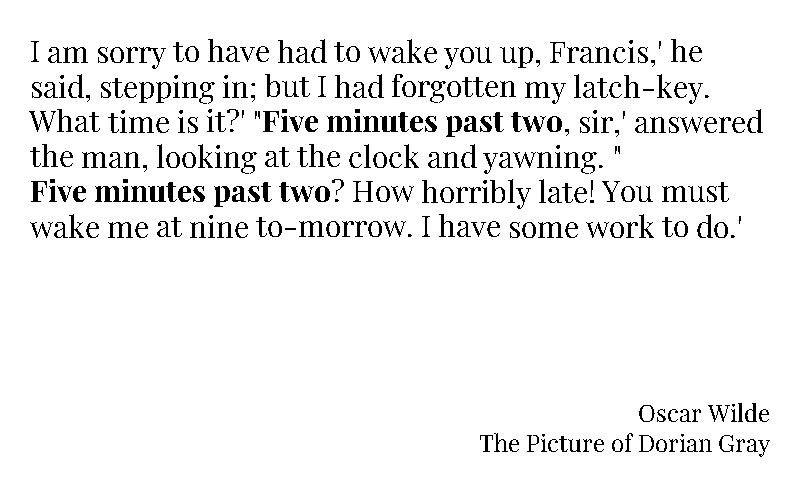 I am sorry to have had to wake you up, Francis,' he
said, stepping in; but I had forgotten my latch-key.
What time is it?' "Five minutes past two, sir,' answered
the man, looking at the clock and yawning. "
Five minutes past two? How horribly late! You must
wake me at nine to-morrow. I have some work to do.'
Oscar Wilde
The Picture of Dorian Gray